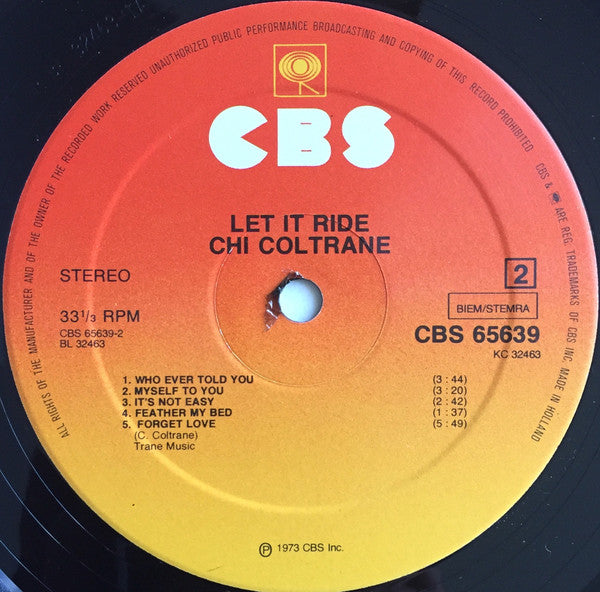 ALL RIGHTS OF THE MANUFACTURER AND OF THE OWNER OF THE RECORDED WORK RESERVED UNAUTHORIZED PUBLIC PERFORMANCE BROADCASTING AND COPYING OF THIS RECORD PROHIBITED
CBS & ARE REG: TRADEMARKS OF CBS INC. MADE IN HOLLAND
CBS
LET IT RIDE
CHI COLTRANE
STEREO
2
33⅓ RPM
BIEM/STEMRA
CBS 65639-2
CBS 65639
BL 32463
KC 32463
1. WHO EVER TOLD YOU (3 : 44)
2. MYSELF TO YOU (3 : 20)
3. IT'S NOT EASY (2 : 42)
4. FEATHER MY BED (1 : 37)
5. FORGET LOVE (5 : 49)
(C. Coltrane)
Trane Music
℗ 1973 CBS Inc.